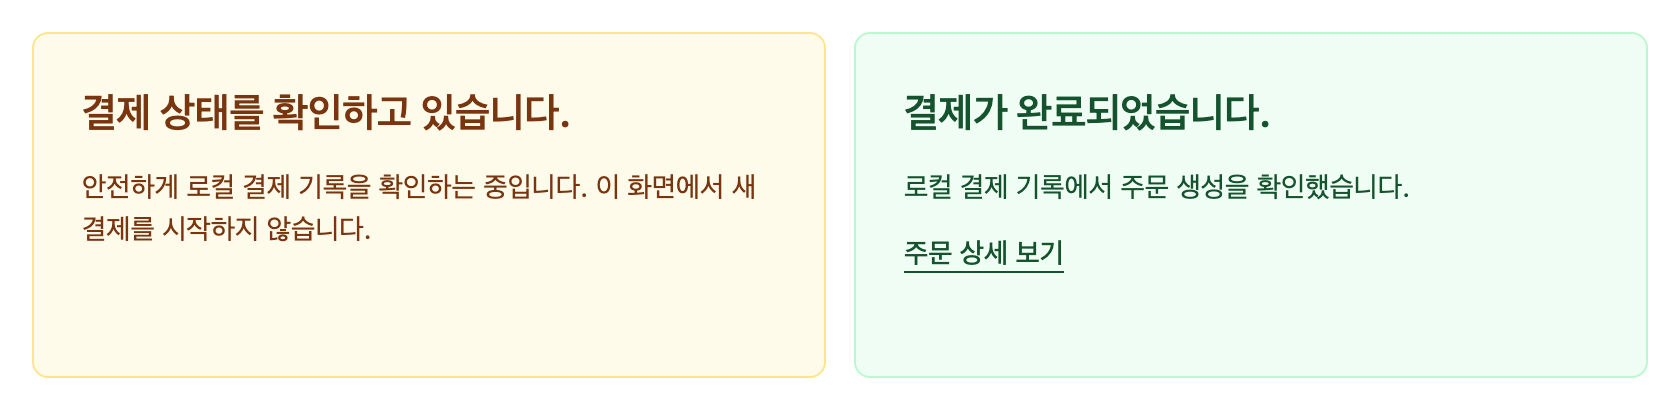 결제 상태를 확인하고 있습니다.
안전하게 로컬 결제 기록을 확인하는 중입니다. 이 화면에서 새
결제를 시작하지 않습니다.
결제가 완료되었습니다.
로컬 결제 기록에서 주문 생성을 확인했습니다.
주문 상세 보기